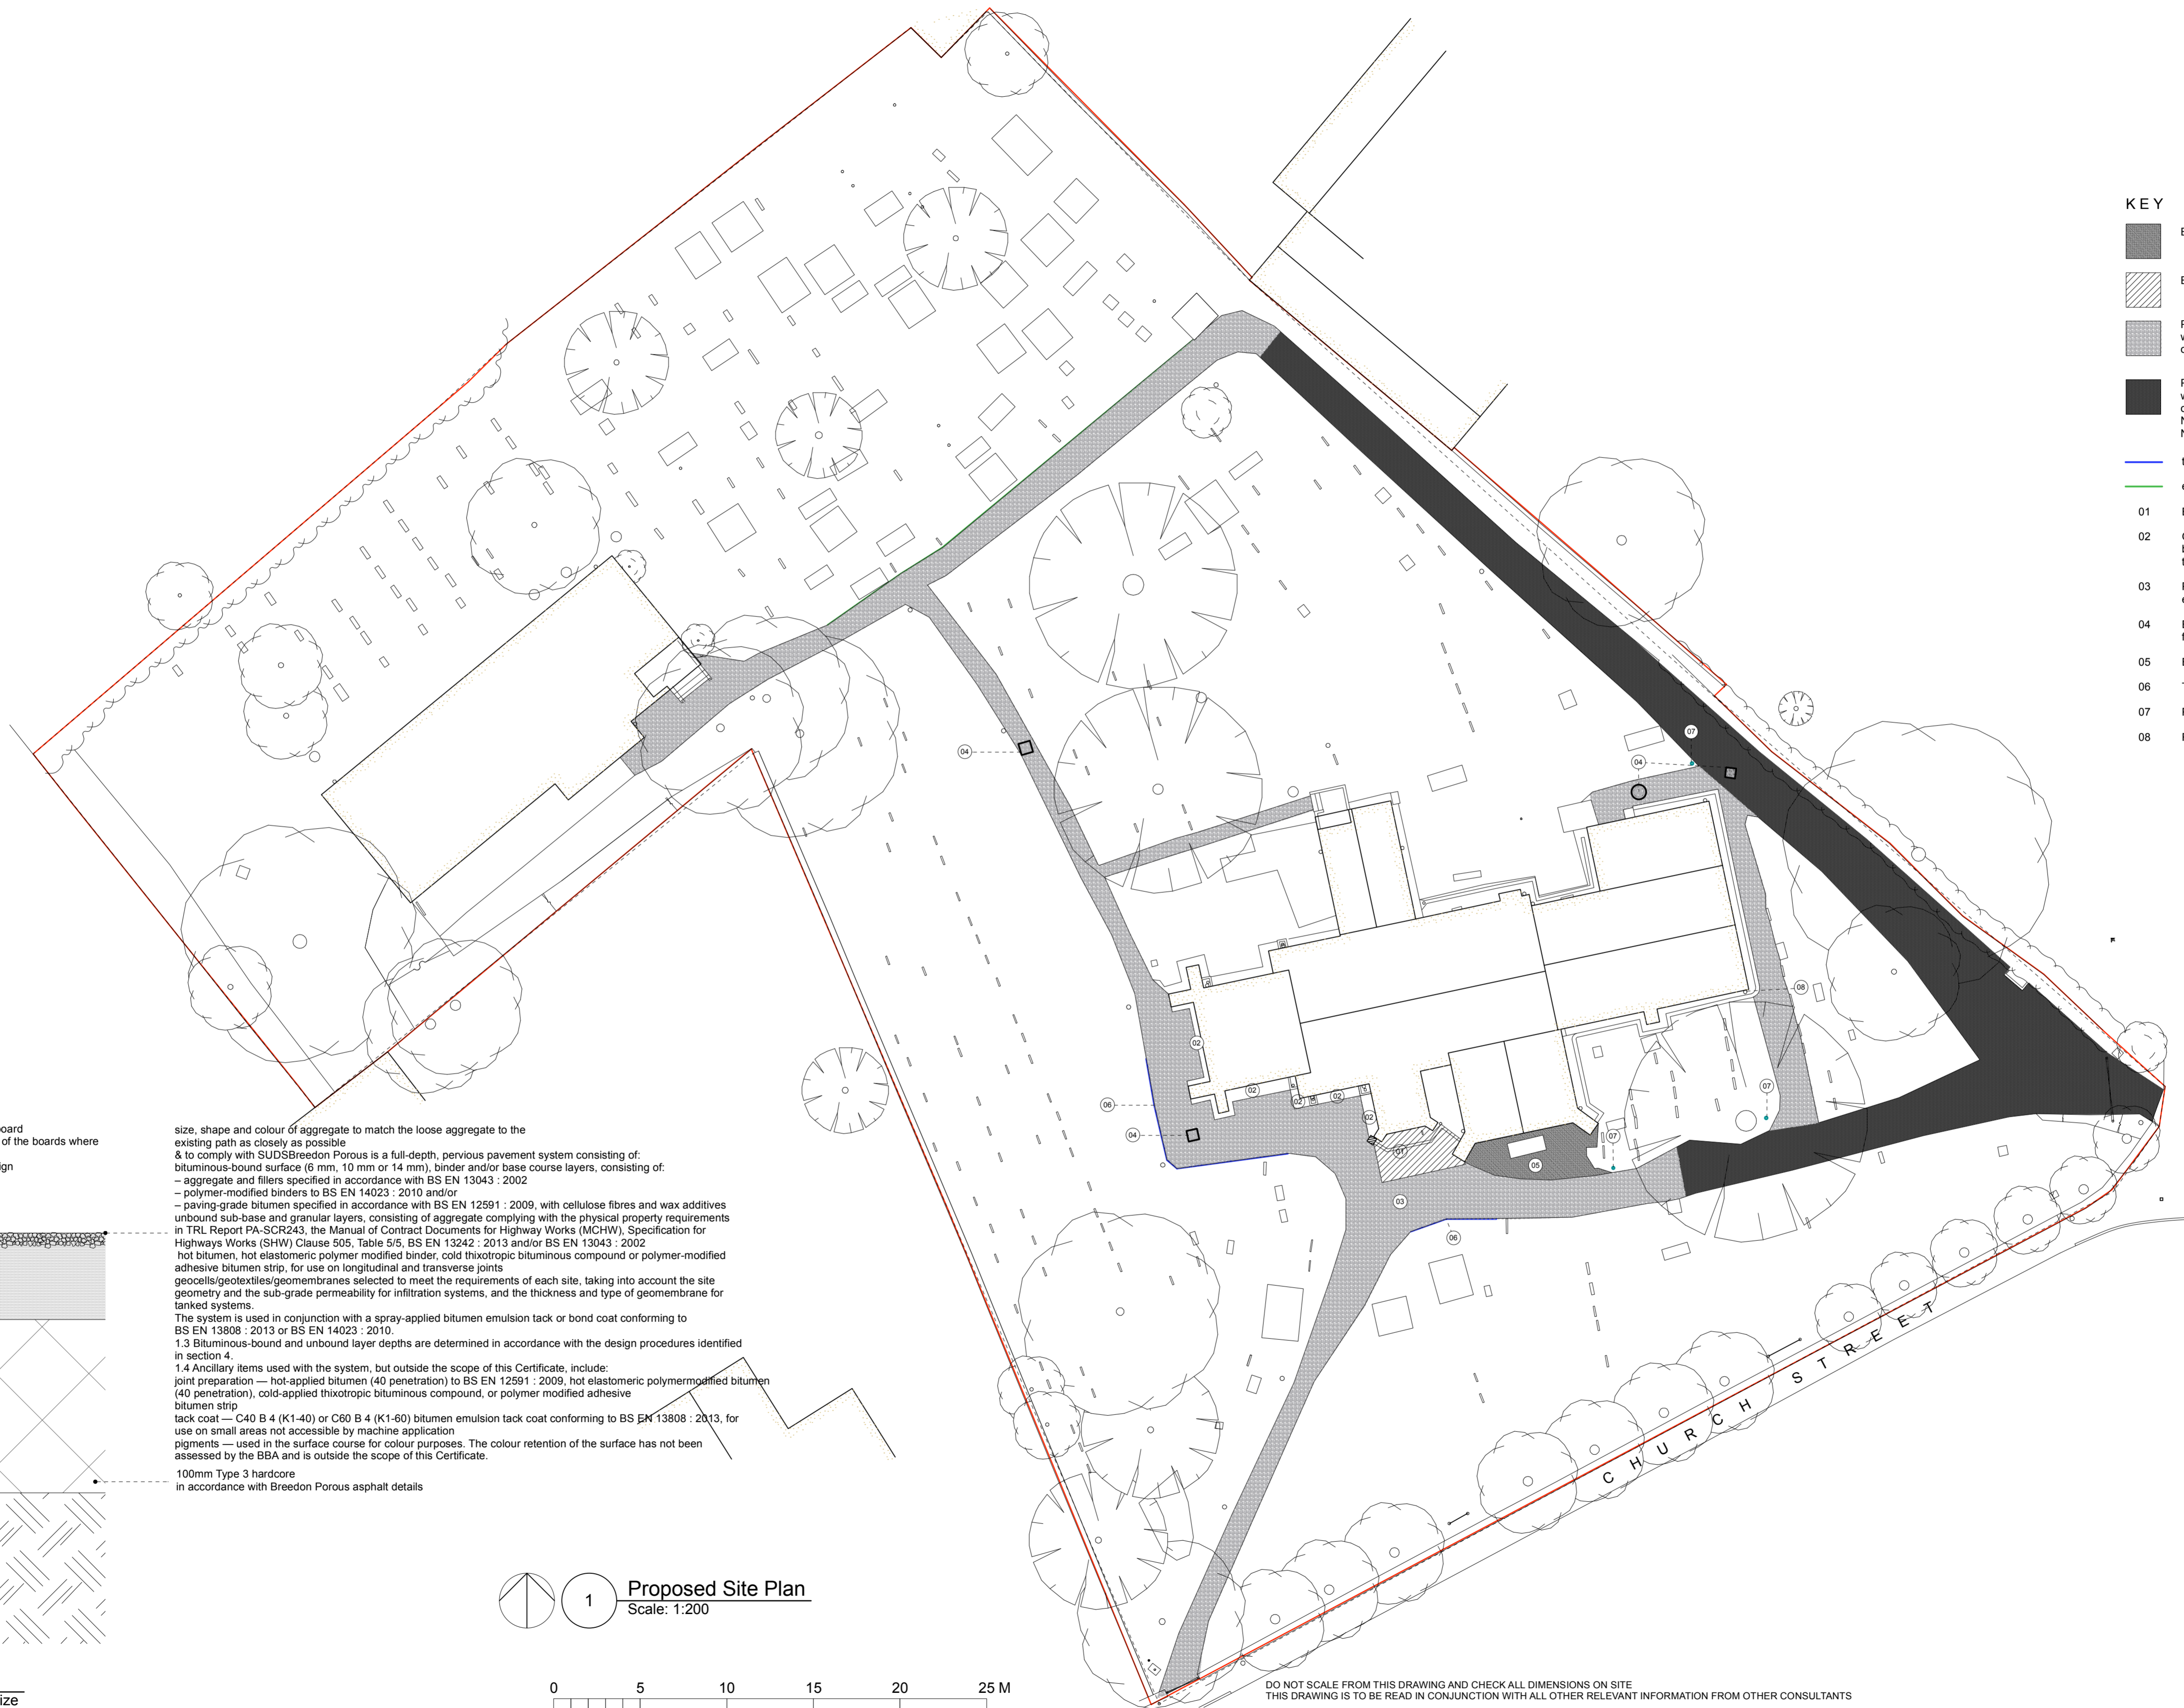 KEY
01
02
03
04
05
06
07
08
04
07
04
08
02
06
04
02
02
02
02
01
05
07
07
03
06
CHURCH STREET
oard
of the boards where
ign
size, shape and colour of aggregate to match the loose aggregate to the
existing path as closely as possible
& to comply with SUDSBreedon Porous is a full-depth, pervious pavement system consisting of:
bituminous-bound surface (6 mm, 10 mm or 14 mm), binder and/or base course layers, consisting of:
– aggregate and fillers specified in accordance with BS EN 13043 : 2002
– polymer-modified binders to BS EN 14023 : 2010 and/or
– paving-grade bitumen specified in accordance with BS EN 12591 : 2009, with cellulose fibres and wax additives
unbound sub-base and granular layers, consisting of aggregate complying with the physical property requirements
in TRL Report PA-SCR243, the Manual of Contract Documents for Highway Works (MCHW), Specification for
Highways Works (SHW) Clause 505, Table 5/5, BS EN 13242 : 2013 and/or BS EN 13043 : 2002
hot bitumen, hot elastomeric polymer modified binder, cold thixotropic bituminous compound or polymer-modified
adhesive bitumen strip, for use on longitudinal and transverse joints
geocells/geotextiles/geomembranes selected to meet the requirements of each site, taking into account the site
geometry and the sub-grade permeability for infiltration systems, and the thickness and type of geomembrane for
tanked systems.
The system is used in conjunction with a spray-applied bitumen emulsion tack or bond coat conforming to
BS EN 13808 : 2013 or BS EN 14023 : 2010.
1.3 Bituminous-bound and unbound layer depths are determined in accordance with the design procedures identified
in section 4.
1.4 Ancillary items used with the system, but outside the scope of this Certificate, include:
joint preparation — hot-applied bitumen (40 penetration) to BS EN 12591 : 2009, hot elastomeric polymermodified bitumen
(40 penetration), cold-applied thixotropic bituminous compound, or polymer modified adhesive
bitumen strip
tack coat — C40 B 4 (K1-40) or C60 B 4 (K1-60) bitumen emulsion tack coat conforming to BS EN 13808 : 2013, for
use on small areas not accessible by machine application
pigments — used in the surface course for colour purposes. The colour retention of the surface has not been
assessed by the BBA and is outside the scope of this Certificate.
100mm Type 3 hardcore
in accordance with Breedon Porous asphalt details
1
Proposed Site Plan
Scale: 1:200
0 5 10 15 20 25 M
ize
DO NOT SCALE FROM THIS DRAWING AND CHECK ALL DIMENSIONS ON SITE
THIS DRAWING IS TO BE READ IN CONJUNCTION WITH ALL OTHER RELEVANT INFORMATION FROM OTHER CONSULTANTS